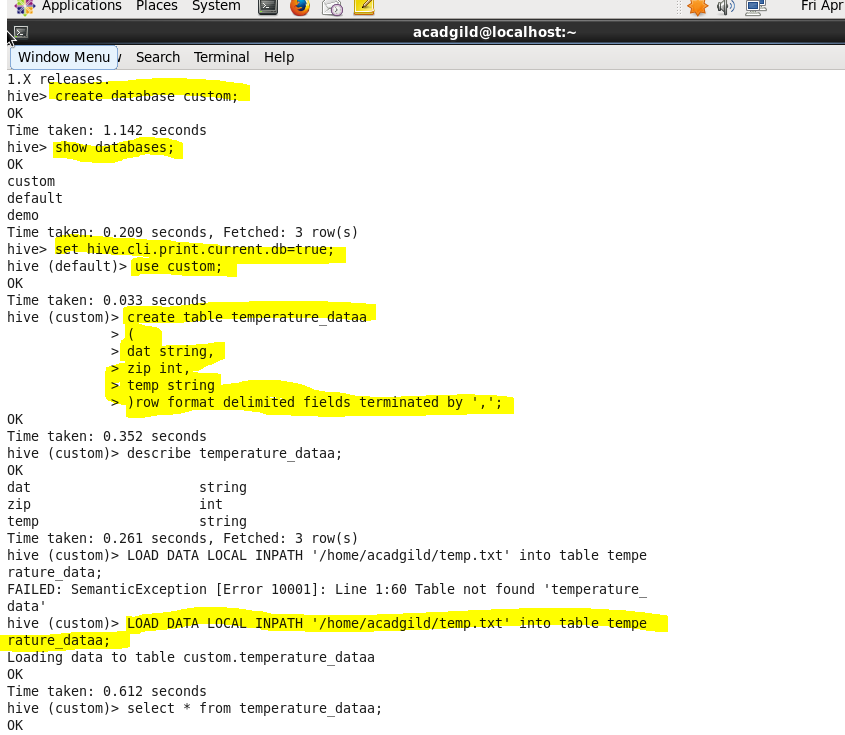 Applications Places System Fri Apr
acadgild@localhost:~
Window Menu Search Terminal Help
1.X releases.
hive> create database custom;
OK
Time taken: 1.142 seconds
hive> show databases;
OK
custom
default
demo
Time taken: 0.209 seconds, Fetched: 3 row(s)
hive> set hive.cli.print.current.db=true;
hive (default)> use custom;
OK
Time taken: 0.033 seconds
hive (custom)> create table temperature_dataa
> (
> dat string,
> zip int,
> temp string
> )row format delimited fields terminated by ',';
OK
Time taken: 0.352 seconds
hive (custom)> describe temperature_dataa;
OK
dat string
zip int
temp string
Time taken: 0.261 seconds, Fetched: 3 row(s)
hive (custom)> LOAD DATA LOCAL INPATH '/home/acadgild/temp.txt' into table tempe
rature_data;
FAILED: SemanticException [Error 10001]: Line 1:60 Table not found 'temperature_
data'
hive (custom)> LOAD DATA LOCAL INPATH '/home/acadgild/temp.txt' into table tempe
rature_dataa;
Loading data to table custom.temperature_dataa
OK
Time taken: 0.612 seconds
hive (custom)> select * from temperature_dataa;
OK